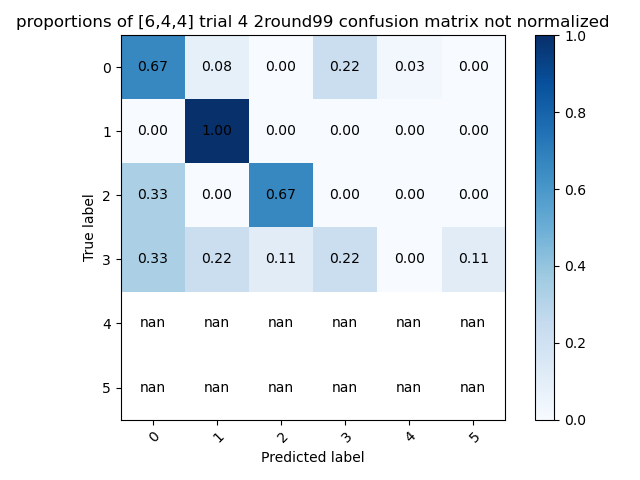 proportions of [6,4,4] trial 4 2round99 confusion matrix not normalized
1.0
0 0.67 0.08 0.00 0.22 0.03 0.00
0.8
1 0.00 1.00 0.00 0.00 0.00 0.00
0.6
2 0.33 0.00 0.67 0.00 0.00 0.00
True label
3 0.33 0.22 0.11 0.22 0.00 0.11
0.4
4 nan nan nan nan nan nan
0.2
5 nan nan nan nan nan nan
0.0
0 1 2 3 4 5
Predicted label